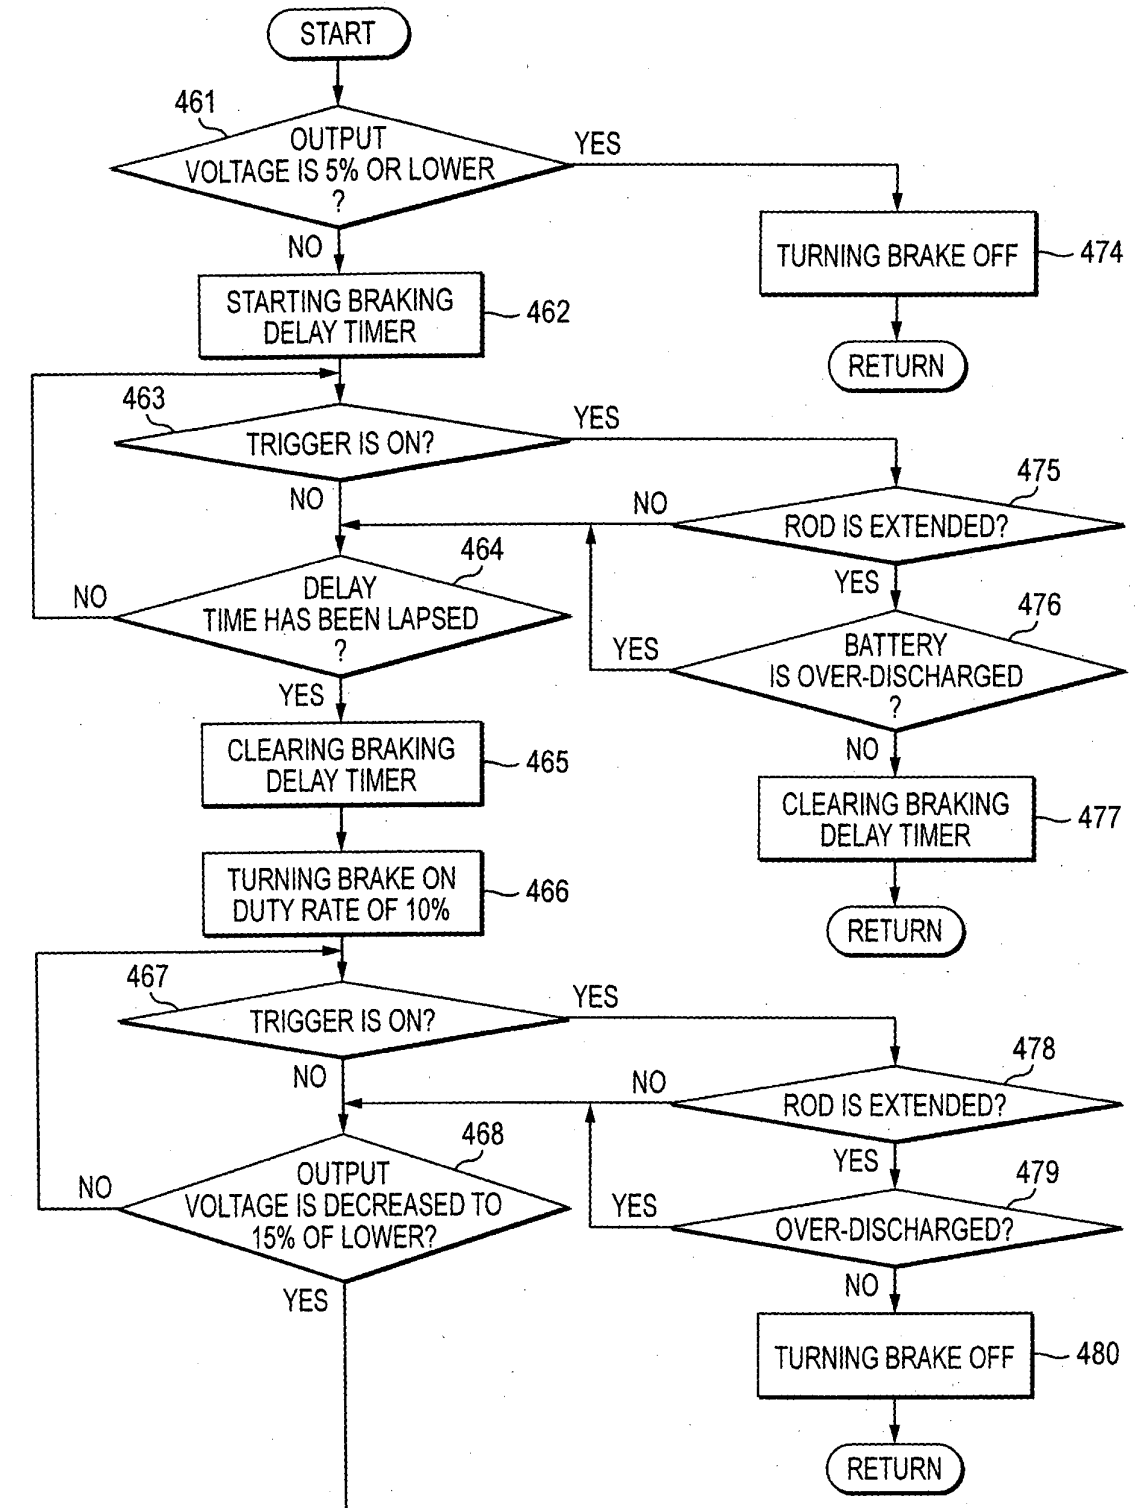 START
461
OUTPUT
VOLTAGE IS 5% OR LOWER
?
YES
NO
TURNING BRAKE OFF
474
RETURN
STARTING BRAKING
DELAY TIMER
462
463
TRIGGER IS ON?
YES
NO
475
ROD IS EXTENDED?
NO
YES
464
DELAY
TIME HAS BEEN LAPSED
?
NO
YES
476
BATTERY
IS OVER-DISCHARGED
?
YES
NO
CLEARING BRAKING
DELAY TIMER
465
CLEARING BRAKING
DELAY TIMER
477
RETURN
TURNING BRAKE ON
DUTY RATE OF 10%
466
467
TRIGGER IS ON?
YES
NO
478
ROD IS EXTENDED?
NO
YES
468
OUTPUT
VOLTAGE IS DECREASED TO
15% OF LOWER?
NO
YES
479
OVER-DISCHARGED?
YES
NO
TURNING BRAKE OFF
480
RETURN